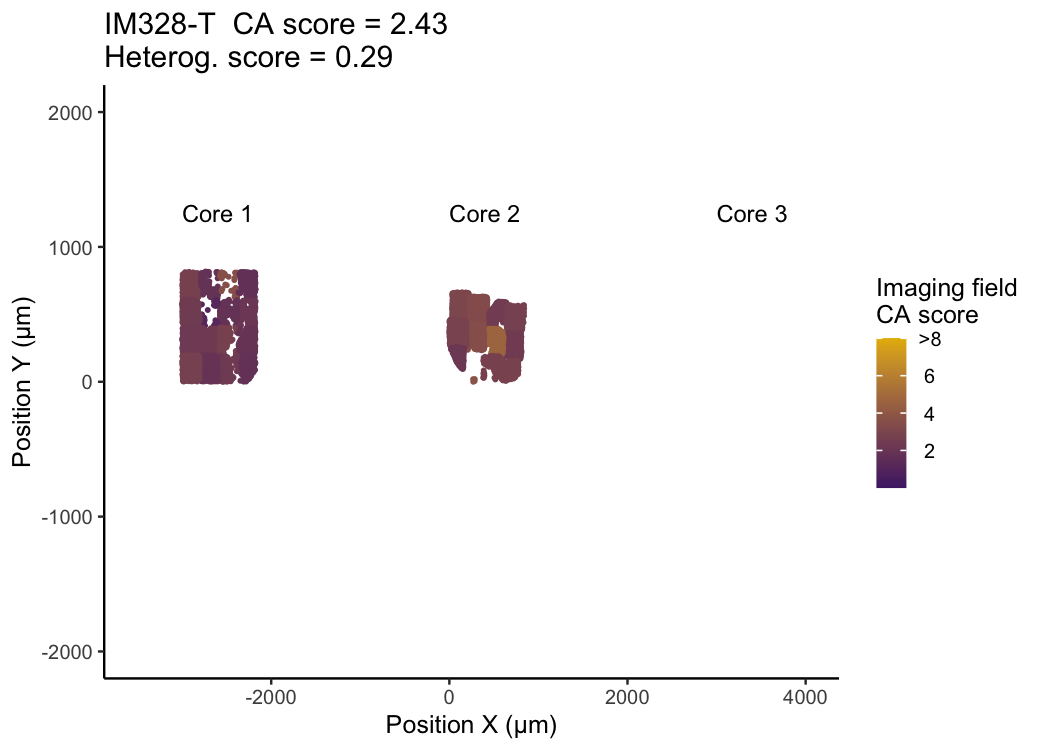 IM328-T  CA score = 2.43
Heterog. score = 0.29
2000
1000
0
-1000
-2000
Position Y (µm)
Core 1
Core 2
Core 3
-2000
0
2000
4000
Position X (µm)
Imaging field
CA score
>8
6
4
2